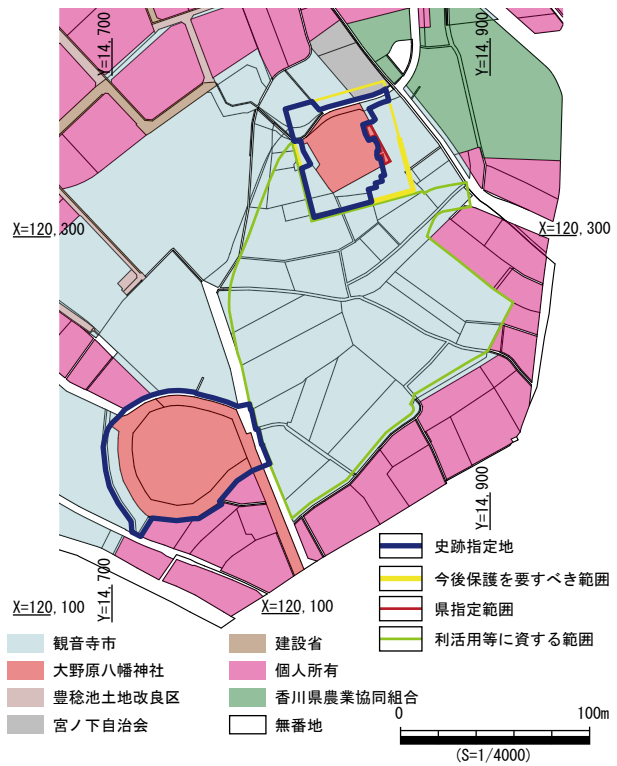 Y=14,700
Y=14,900
X=120,300
X=120,300
Y=14,900
Y=14,700
X=120,100
X=120,100
史跡指定地
今後保護を要すべき範囲
県指定範囲
利活用等に資する範囲
観音寺市
大野原八幡神社
豊稔池土地改良区
宮ノ下自治会
建設省
個人所有
香川県農業協同組合
無番地
0
100m
(S=1/4000)